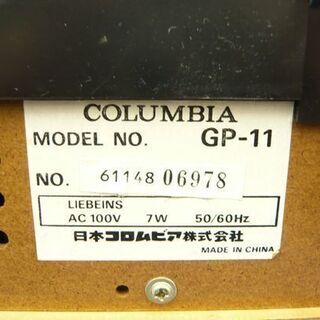 COLUMBIA
MODEL NO. GP-11
NO. 61148 06978
LIEBEINS
AC 100V 7W 50/60Hz
日本コロムビア株式会社
MADE IN CHINA